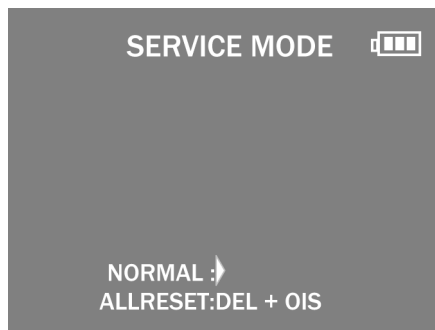 SERVICE MODE
NORMAL :
ALLRESET:DEL + OIS